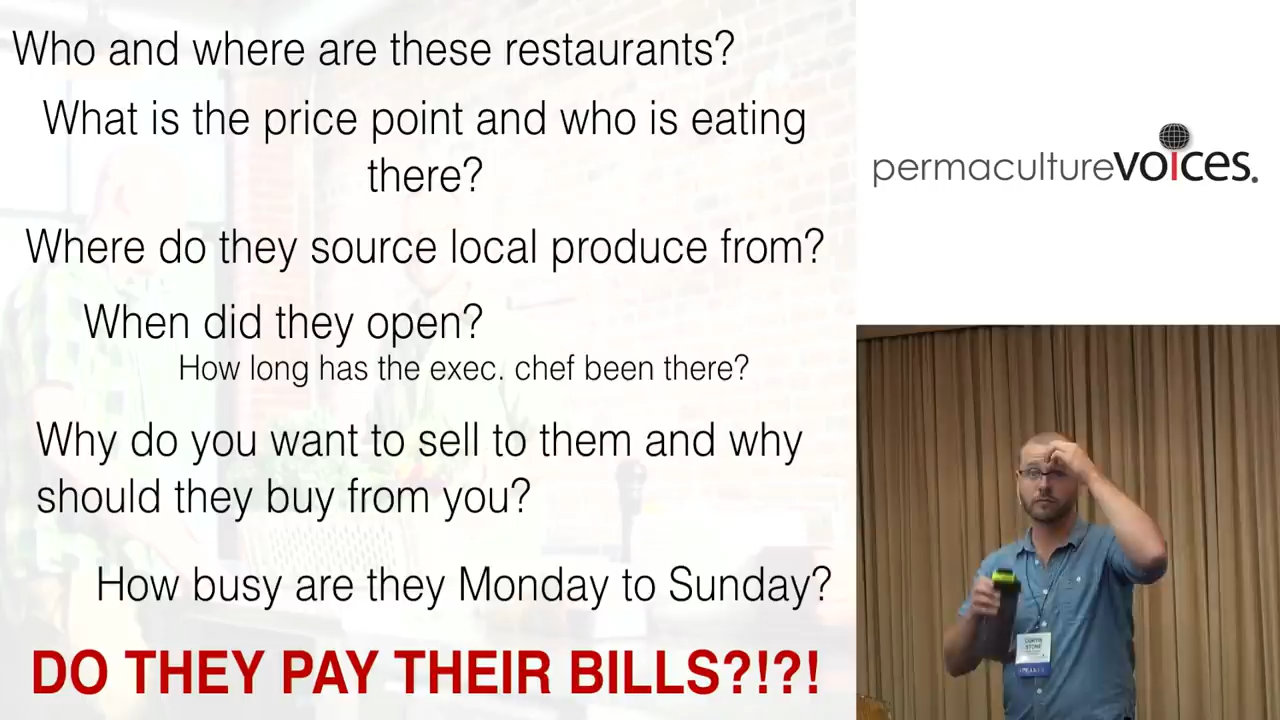 Who and where are these restaurants?
What is the price point and who is eating
there?
Where do they source local produce from?
When did they open?
How long has the exec. chef been there?
Why do you want to sell to them and why
should they buy from you?
How busy are they Monday to Sunday?
DO THEY PAY THEIR BILLS?!?!
permacultureVOICES.
CURTIS
STONE
SPEAKER